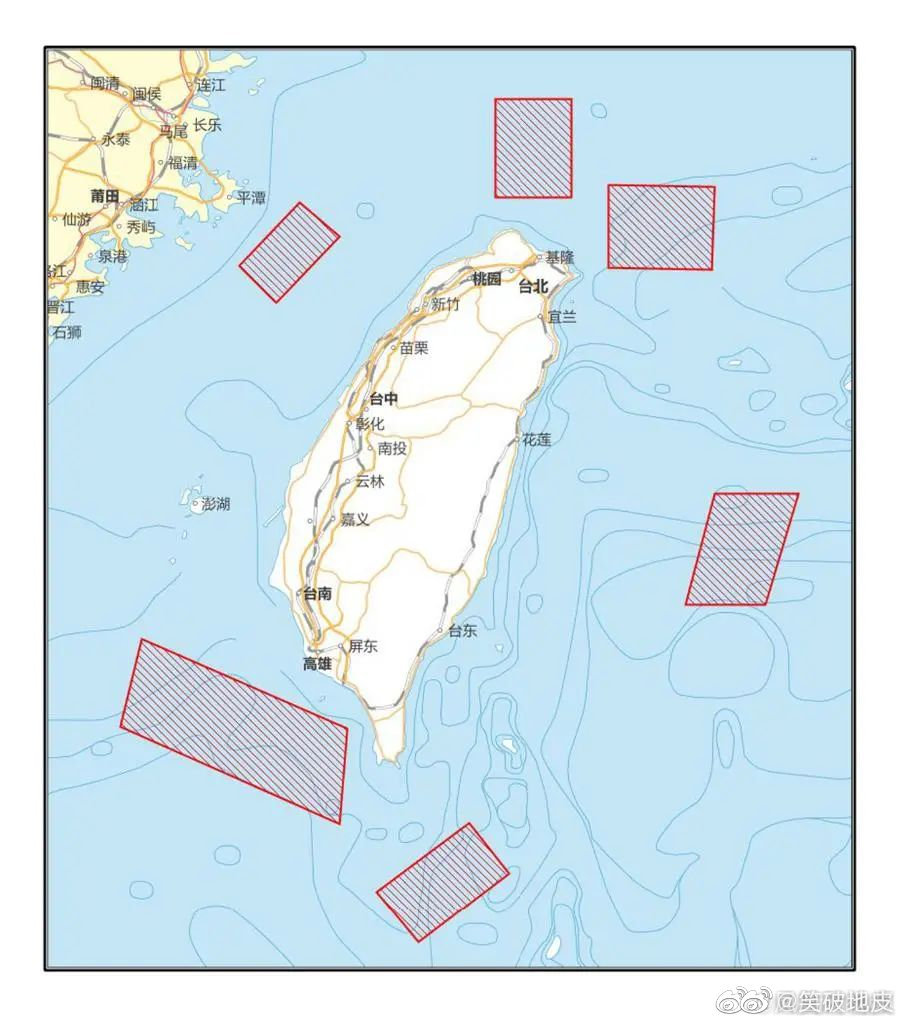 连江
闽清
闽侯
长乐
马尾
永泰
福清
莆田
涵江
平潭
仙游
秀屿
泉港
洛江
惠安
晋江
石狮
基隆
桃园
台北
新竹
宜兰
苗栗
台中
彰化
花莲
南投
云林
澎湖
嘉义
台南
台东
屏东
高雄
@笑破地皮